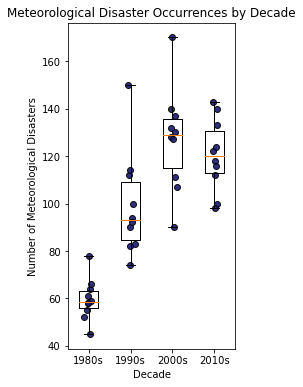 Meteorological Disaster Occurrences by Decade
Number of Meteorological Disasters
160
140
120
100
80
60
40
1980s 1990s 2000s 2010s
Decade